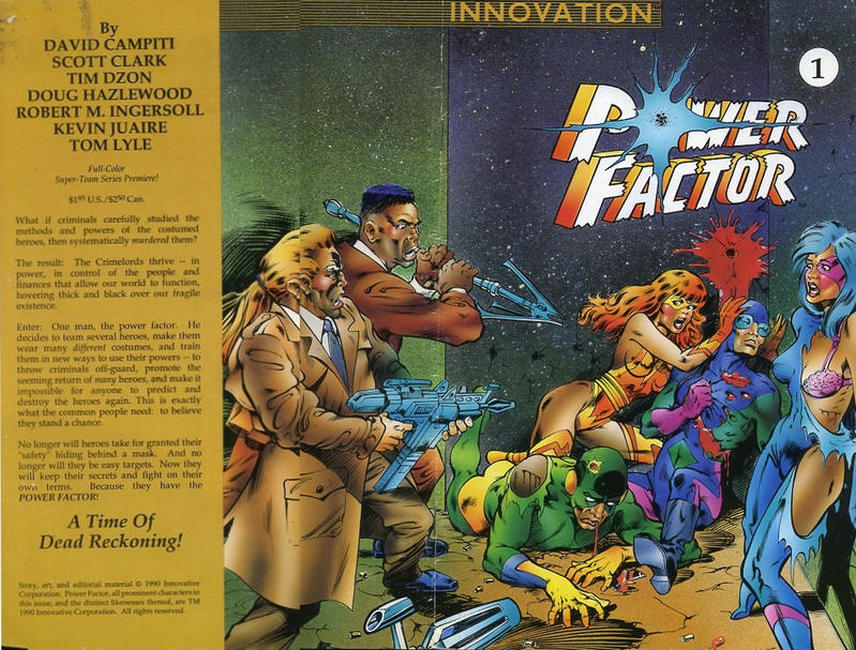 By
DAVID CAMPITI
SCOTT CLARK
TIM DZON
DOUG HAZLEWOOD
ROBERT M. INGERSOLL
KEVIN JUAIRE
TOM LYLE
Full-Color
Super-Team Series Premiere!
$1⁹⁵ U.S./$2⁵⁰ Can.
What if criminals carefully studied the
methods and powers of the costumed
heroes, then systematically murdered them?
The result: The Crimelords thrive -- in
power, in control of the people and
finances that allow our world to function,
hovering thick and black over our fragile
existence.
Enter: One man, the power factor. He
decides to team several heroes, make them
wear many different costumes, and train
them in new ways to use their powers -- to
throw criminals off-guard, promote the
seeming return of many heroes, and make it
impossible for anyone to predict and
destroy the heroes again. This is exactly
what the common people need: to believe
they stand a chance.
No longer will heroes take for granted their
"safety" hiding behind a mask. And no
longer will they be easy targets. Now they
will keep their secrets and fight on their
own terms. Because they have the
POWER FACTOR!
A Time Of
Dead Reckoning!
Story, art, and editorial material © 1990 Innovative
Corporation. Power Factor, all prominent characters in
this issue, and the distinct likenesses thereof, are TM
1990 Innovative Corporation. All rights reserved.
INNOVATION
1
POWER
FACTOR